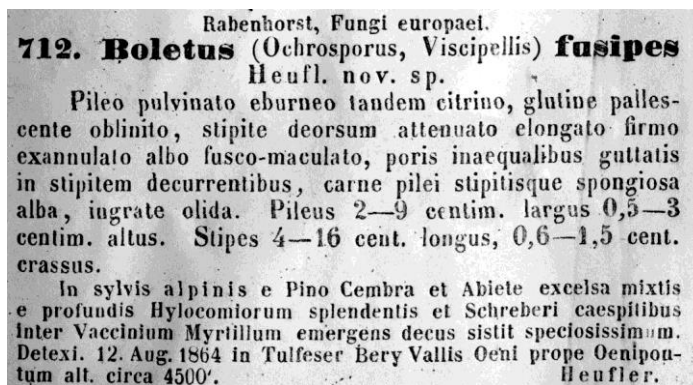 Rabenhorst, Fungi europaei.
712. Boletus (Ochrosporus, Viscipellis) fusipes
Heufl. nov. sp.
Pileo pulvinato eburneo tandem citrino, glutine palles-
cente oblinito, stipite deorsum attenuato elongato firmo
exannulato albo fusco-maculato, poris inaequalibus guttatis
in stipitem decurrentibus, carne pilei stipitisque spongiosa
alba, iugrate olida. Pileus 2—9 centim. largus 0,5—3
centim. altus. Stipes 4—16 cent. longus, 0,6—1,5 cent.
crassus.
In sylvis alpinis e Pino Cembra et Abiete excelsa mixtis
e profundis Hylocomiorum splendentis et Schreberi caespitibus
inter Vaccinium Myrtillum emergens decus sistit speciosissimum.
Detexi. 12. Aug. 1864 in Tulfeser Bery Vallis Oeni prope Oenipon-
tum alt. circa 4500'. Heufler.